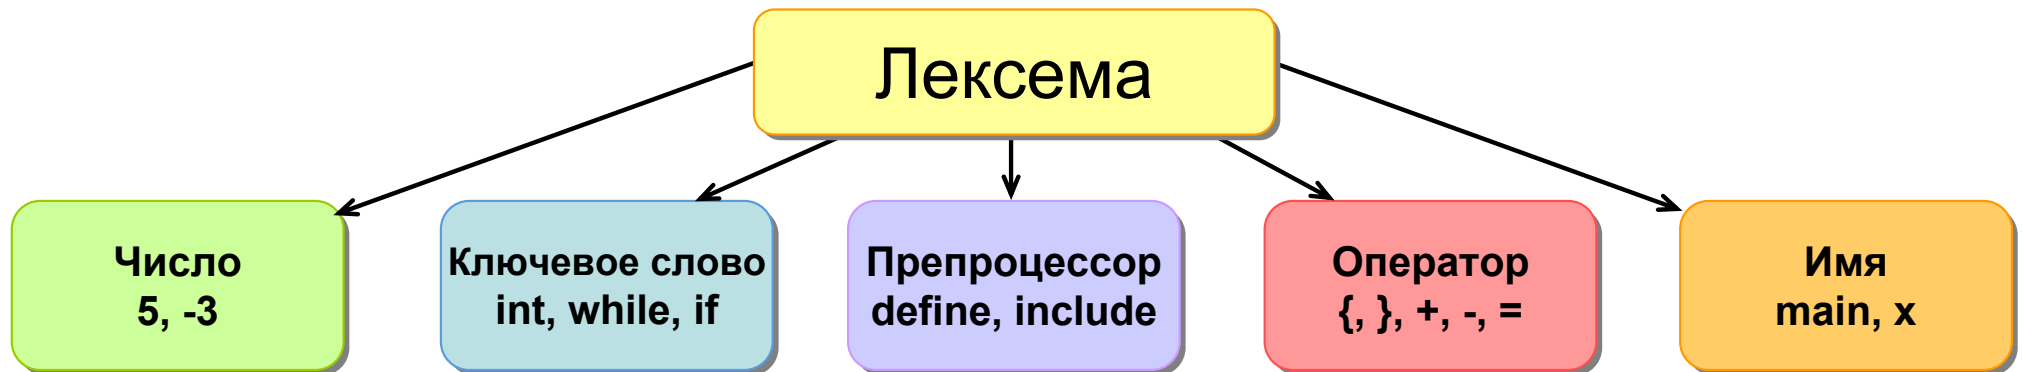 Лексема
Число
5, -3
Ключевое слово
int, while, if
Препроцессор
define, include
Оператор
{, }, +, -, =
Имя
main, x